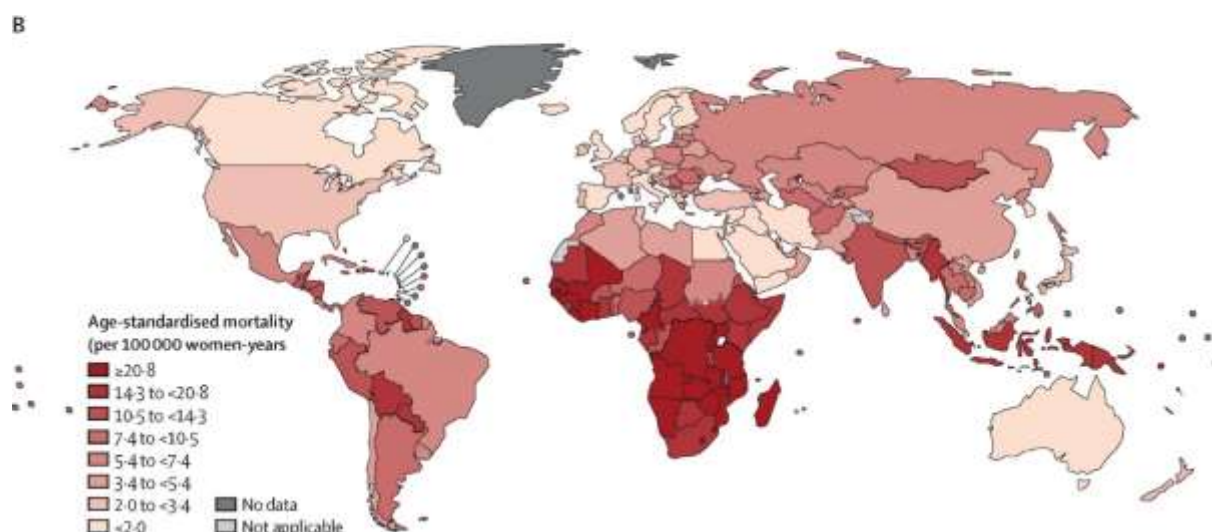 B
Age-standardised mortality
(per 100 000 women-years
≥20·8
14·3 to <20·8
10·5 to <14·3
7·4 to <10·5
5·4 to <7·4
3·4 to <5·4
2·0 to <3·4
<2·0
No data
Not applicable